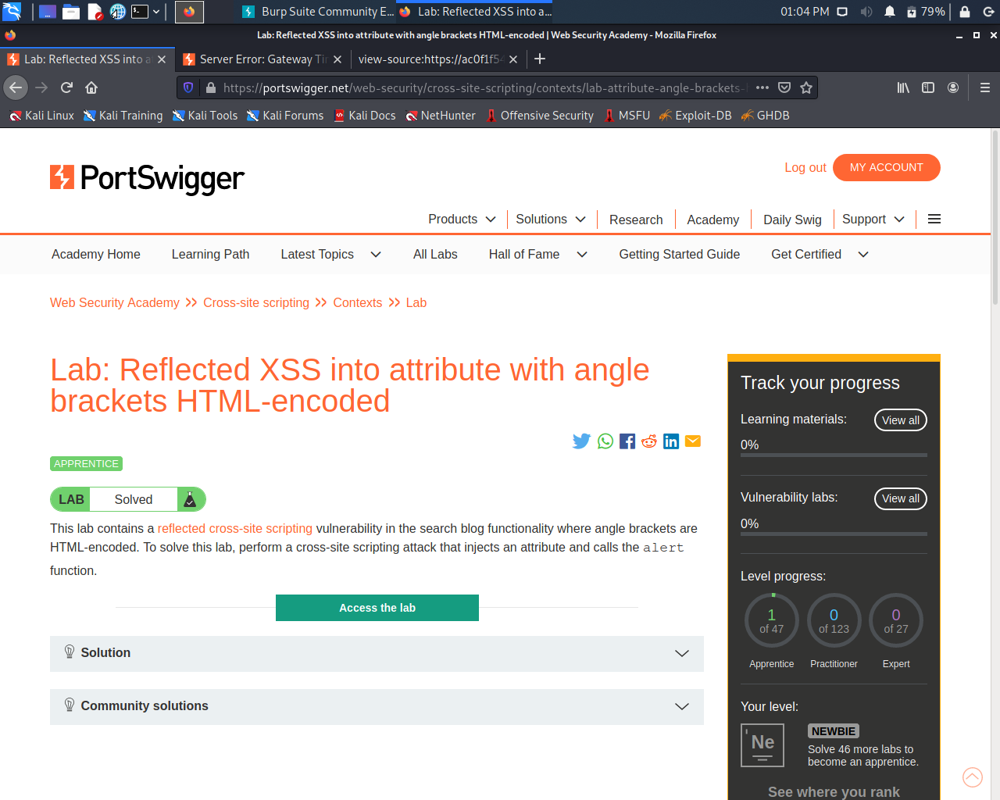 Burp Suite Community E...
Lab: Reflected XSS into a...
01:04 PM
79%
Lab: Reflected XSS into attribute with angle brackets HTML-encoded | Web Security Academy - Mozilla Firefox
Lab: Reflected XSS into a
Server Error: Gateway Ti
view-source:https://ac0f1f54
https://portswigger.net/web-security/cross-site-scripting/contexts/lab-attribute-angle-brackets-
Kali Linux
Kali Training
Kali Tools
Kali Forums
Kali Docs
NetHunter
Offensive Security
MSFU
Exploit-DB
GHDB
PortSwigger
Log out
MY ACCOUNT
Products
Solutions
Research
Academy
Daily Swig
Support
Academy Home
Learning Path
Latest Topics
All Labs
Hall of Fame
Getting Started Guide
Get Certified
Web Security Academy >> Cross-site scripting >> Contexts >> Lab
Lab: Reflected XSS into attribute with angle
brackets HTML-encoded
APPRENTICE
LAB Solved
This lab contains a reflected cross-site scripting vulnerability in the search blog functionality where angle brackets are
HTML-encoded. To solve this lab, perform a cross-site scripting attack that injects an attribute and calls the alert
function.
Access the lab
Solution
Community solutions
Track your progress
Learning materials:
View all
0%
Vulnerability labs:
View all
0%
Level progress:
1
of 47
0
of 123
0
of 27
Apprentice
Practitioner
Expert
Your level:
Ne
NEWBIE
Solve 46 more labs to
become an apprentice.
See where you rank